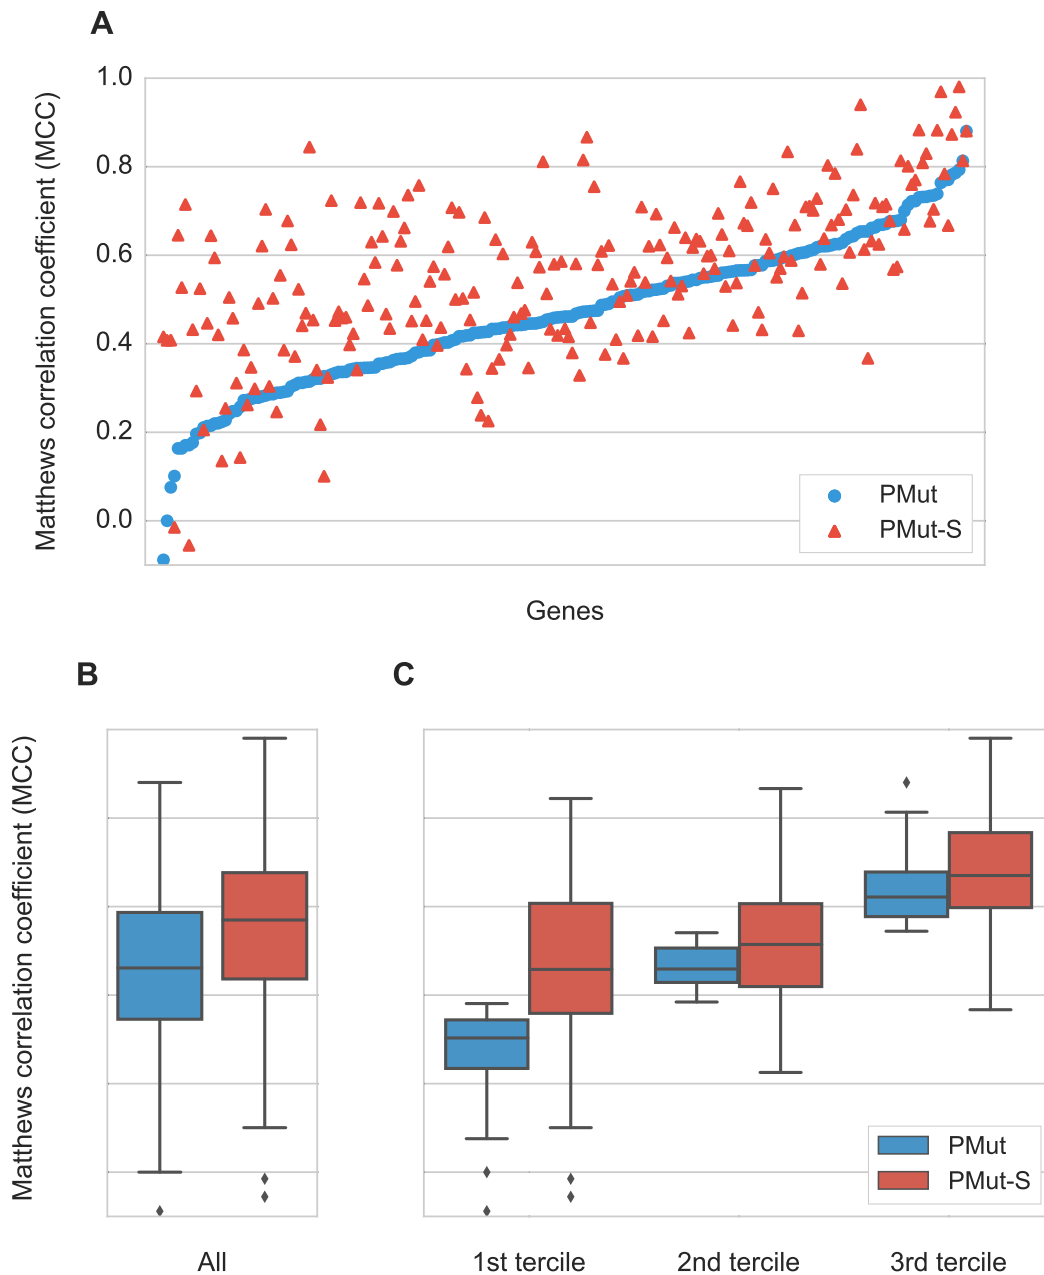 A
Matthews correlation coefficient (MCC)
1.0
0.8
0.6
0.4
0.2
0.0
PMut
PMut-S
Genes
B
C
Matthews correlation coefficient (MCC)
PMut
PMut-S
All
1st tercile
2nd tercile
3rd tercile